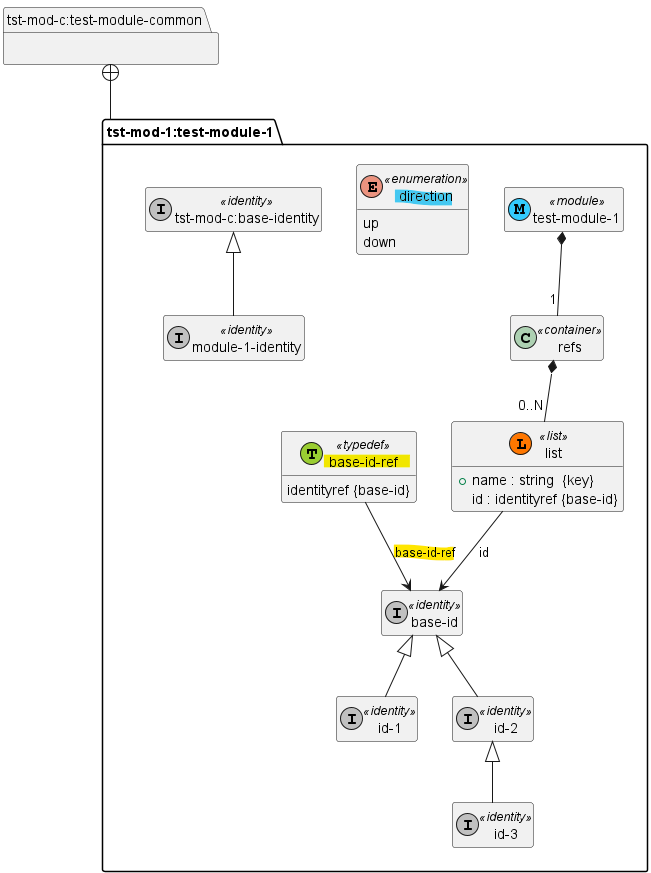 tst-mod-c:test-module-common
tst-mod-1:test-module-1
I
«identity»
tst-mod-c:base-identity
E
«enumeration»
direction
up
down
M
«module»
test-module-1
1
I
«identity»
module-1-identity
C
«container»
refs
0..N
T
«typedef»
base-id-ref
identityref {base-id}
L
«list»
list
name : string  {key}
id : identityref {base-id}
base-id-ref
id
I
«identity»
base-id
I
«identity»
id-1
I
«identity»
id-2
I
«identity»
id-3